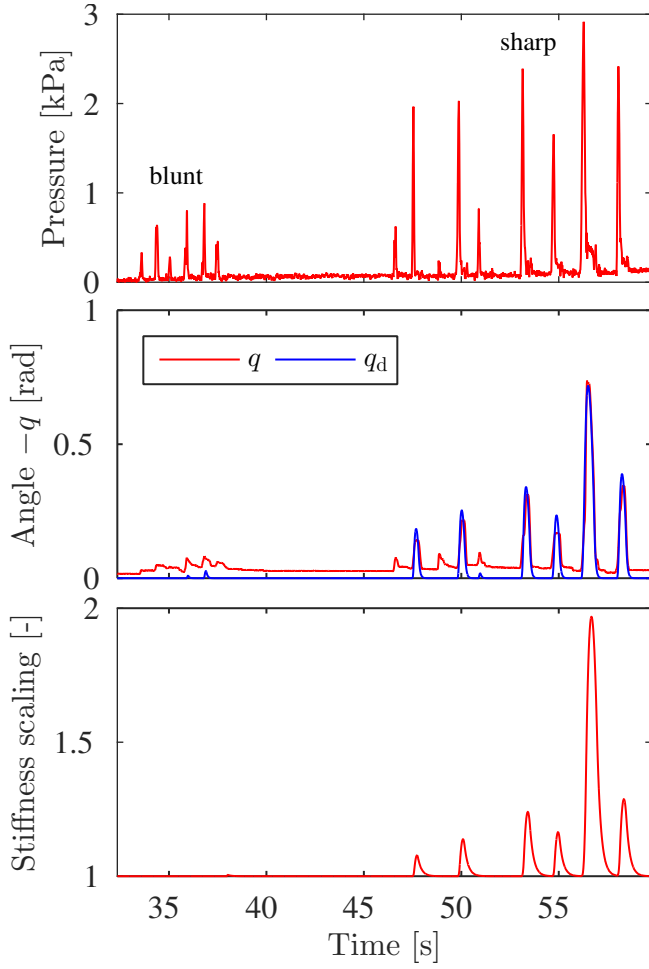 3
2
1
0
Pressure [kPa]
blunt
sharp
1
0.5
0
Angle −q [rad]
q
q_d
2
1.5
1
Stiffness scaling [-]
35 40 45 50 55
Time [s]